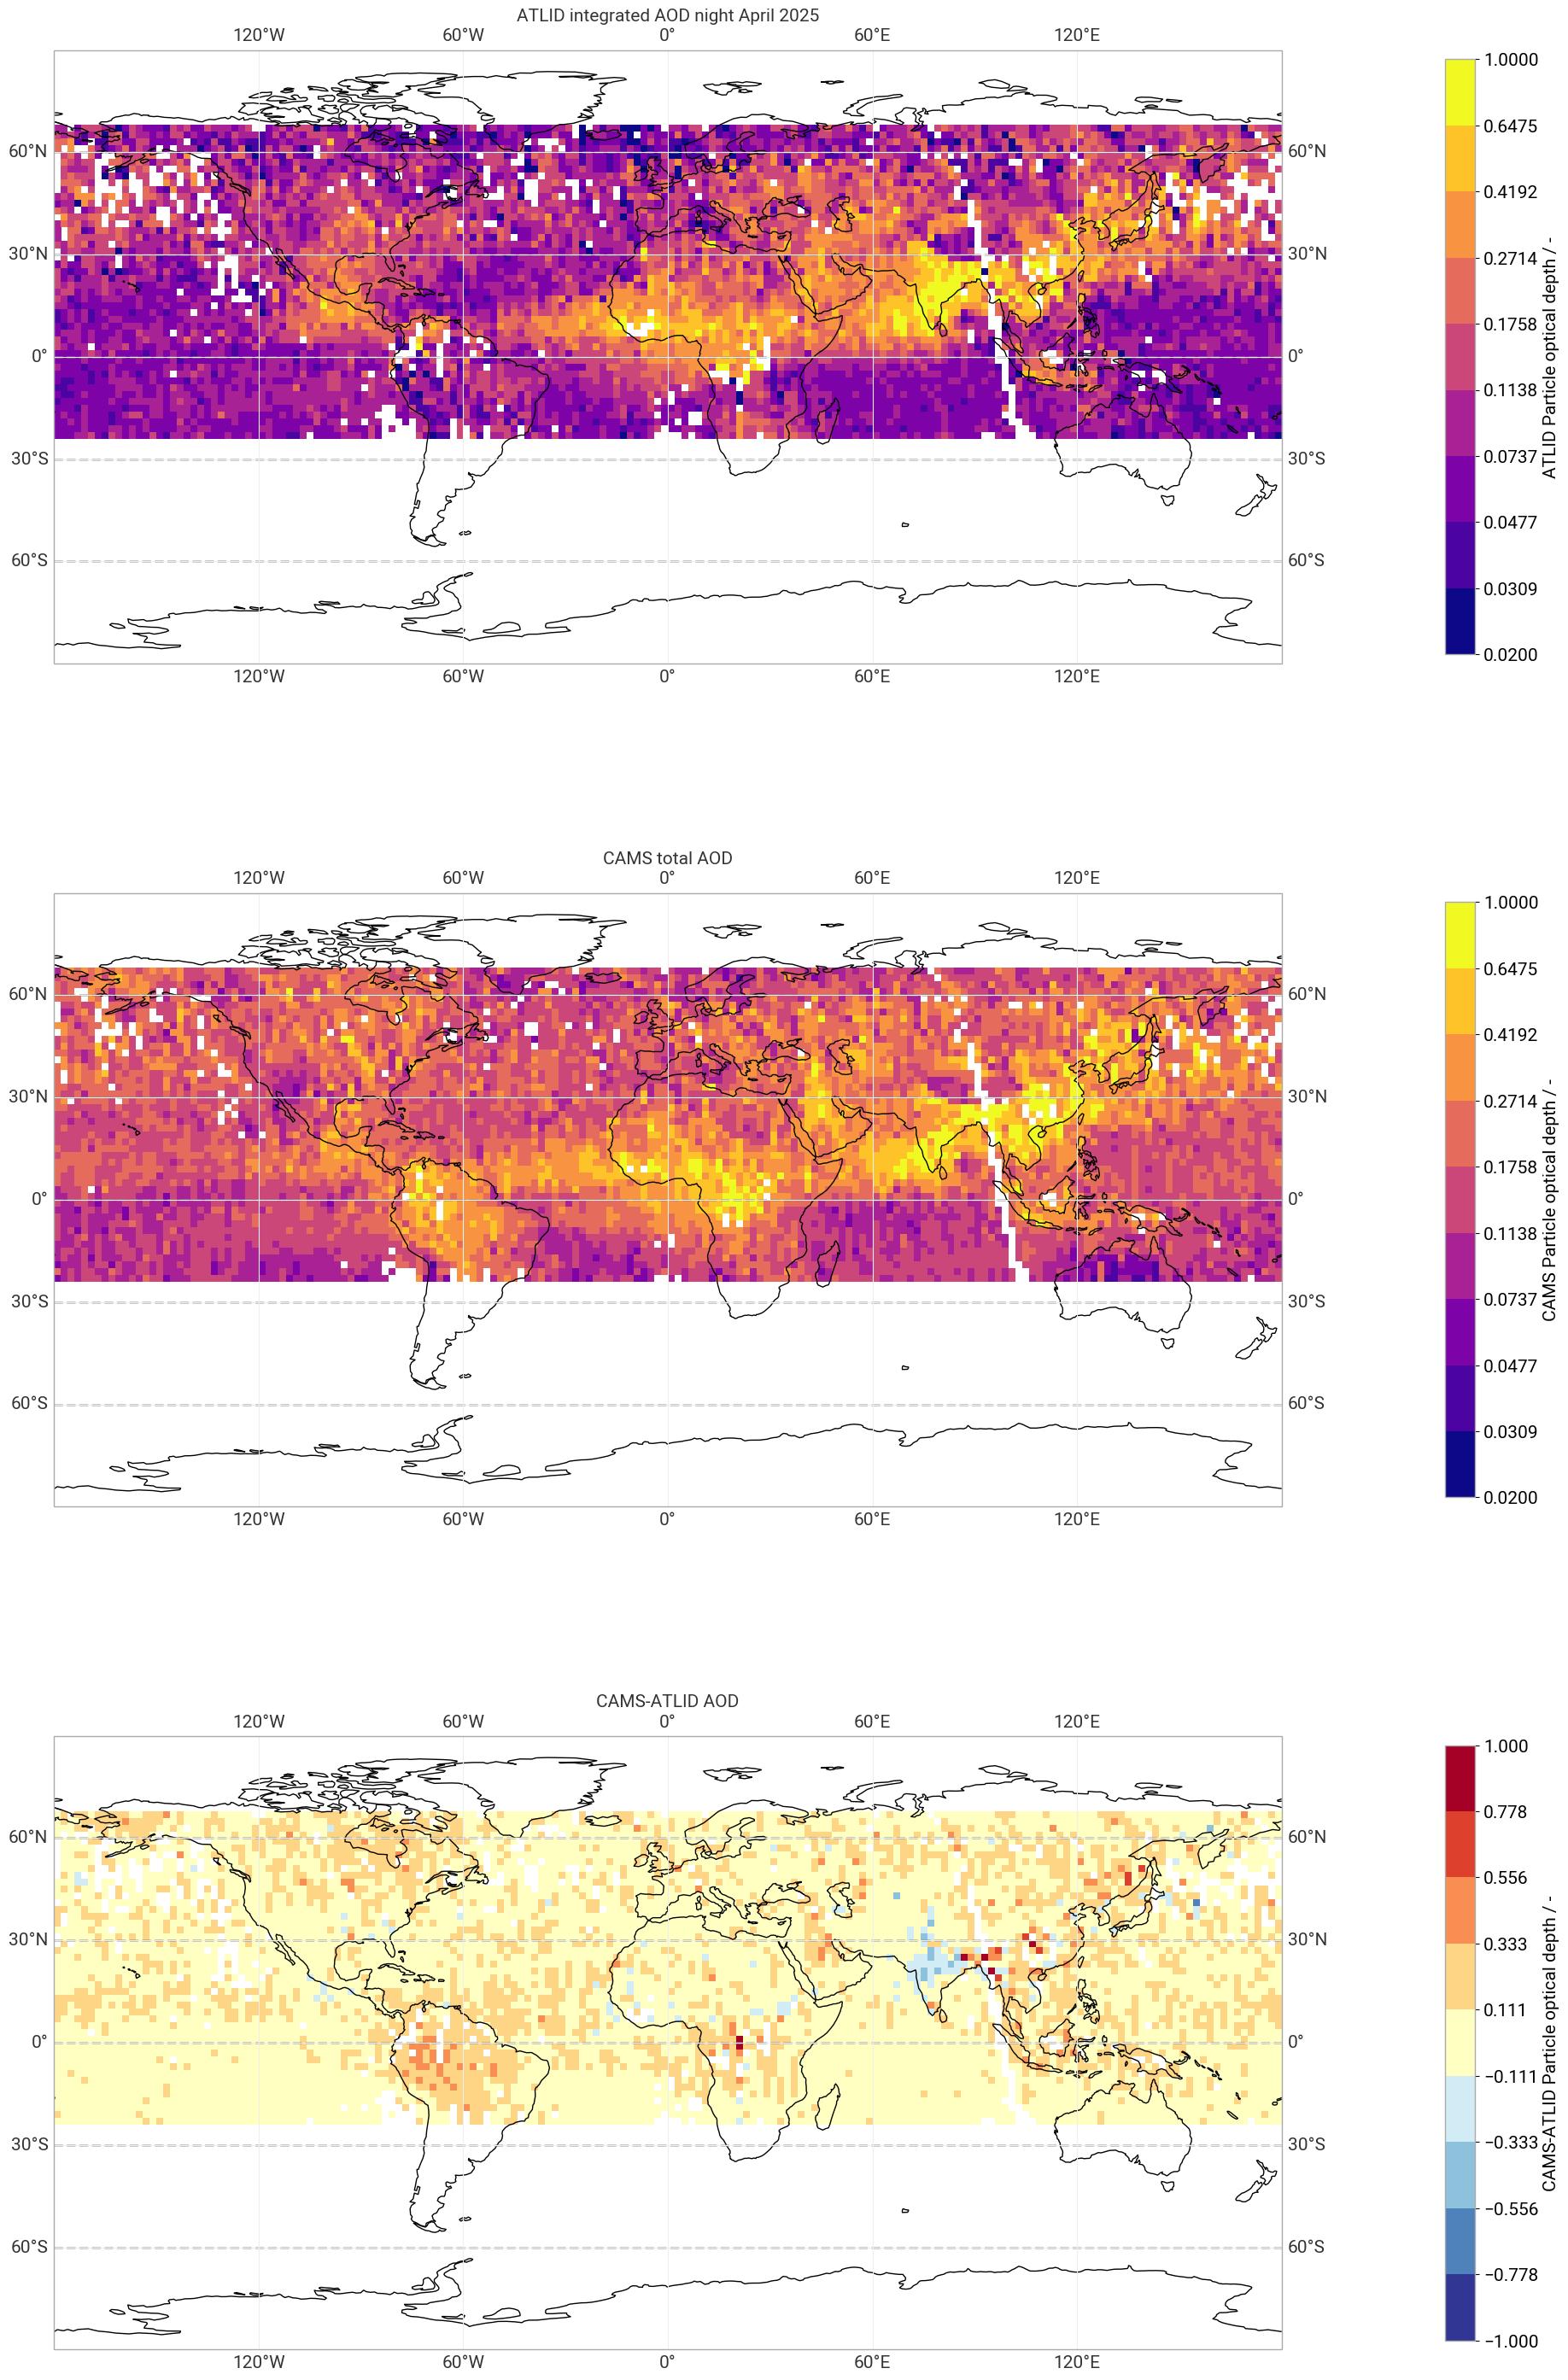 ATLID integrated AOD night April 2025
120°W 60°W 0° 60°E 120°E
1.0000
0.6475
60°N 60°N
0.4192
30°N 30°N
0.2714
0.1758
0° 0°
0.1138
0.0737
30°S 30°S
0.0477
60°S 60°S
0.0309
0.0200
ATLID Particle optical depth / -
120°W 60°W 0° 60°E 120°E
CAMS total AOD
120°W 60°W 0° 60°E 120°E
1.0000
0.6475
60°N 60°N
0.4192
30°N 30°N
0.2714
0.1758
0° 0°
0.1138
0.0737
30°S 30°S
0.0477
60°S 60°S
0.0309
0.0200
CAMS Particle optical depth / -
120°W 60°W 0° 60°E 120°E
CAMS-ATLID AOD
120°W 60°W 0° 60°E 120°E
1.000
0.778
60°N 60°N
0.556
30°N 30°N
0.333
0.111
0° 0°
−0.111
−0.333
30°S 30°S
−0.556
60°S 60°S
−0.778
−1.000
CAMS-ATLID Particle optical depth / -
120°W 60°W 0° 60°E 120°E